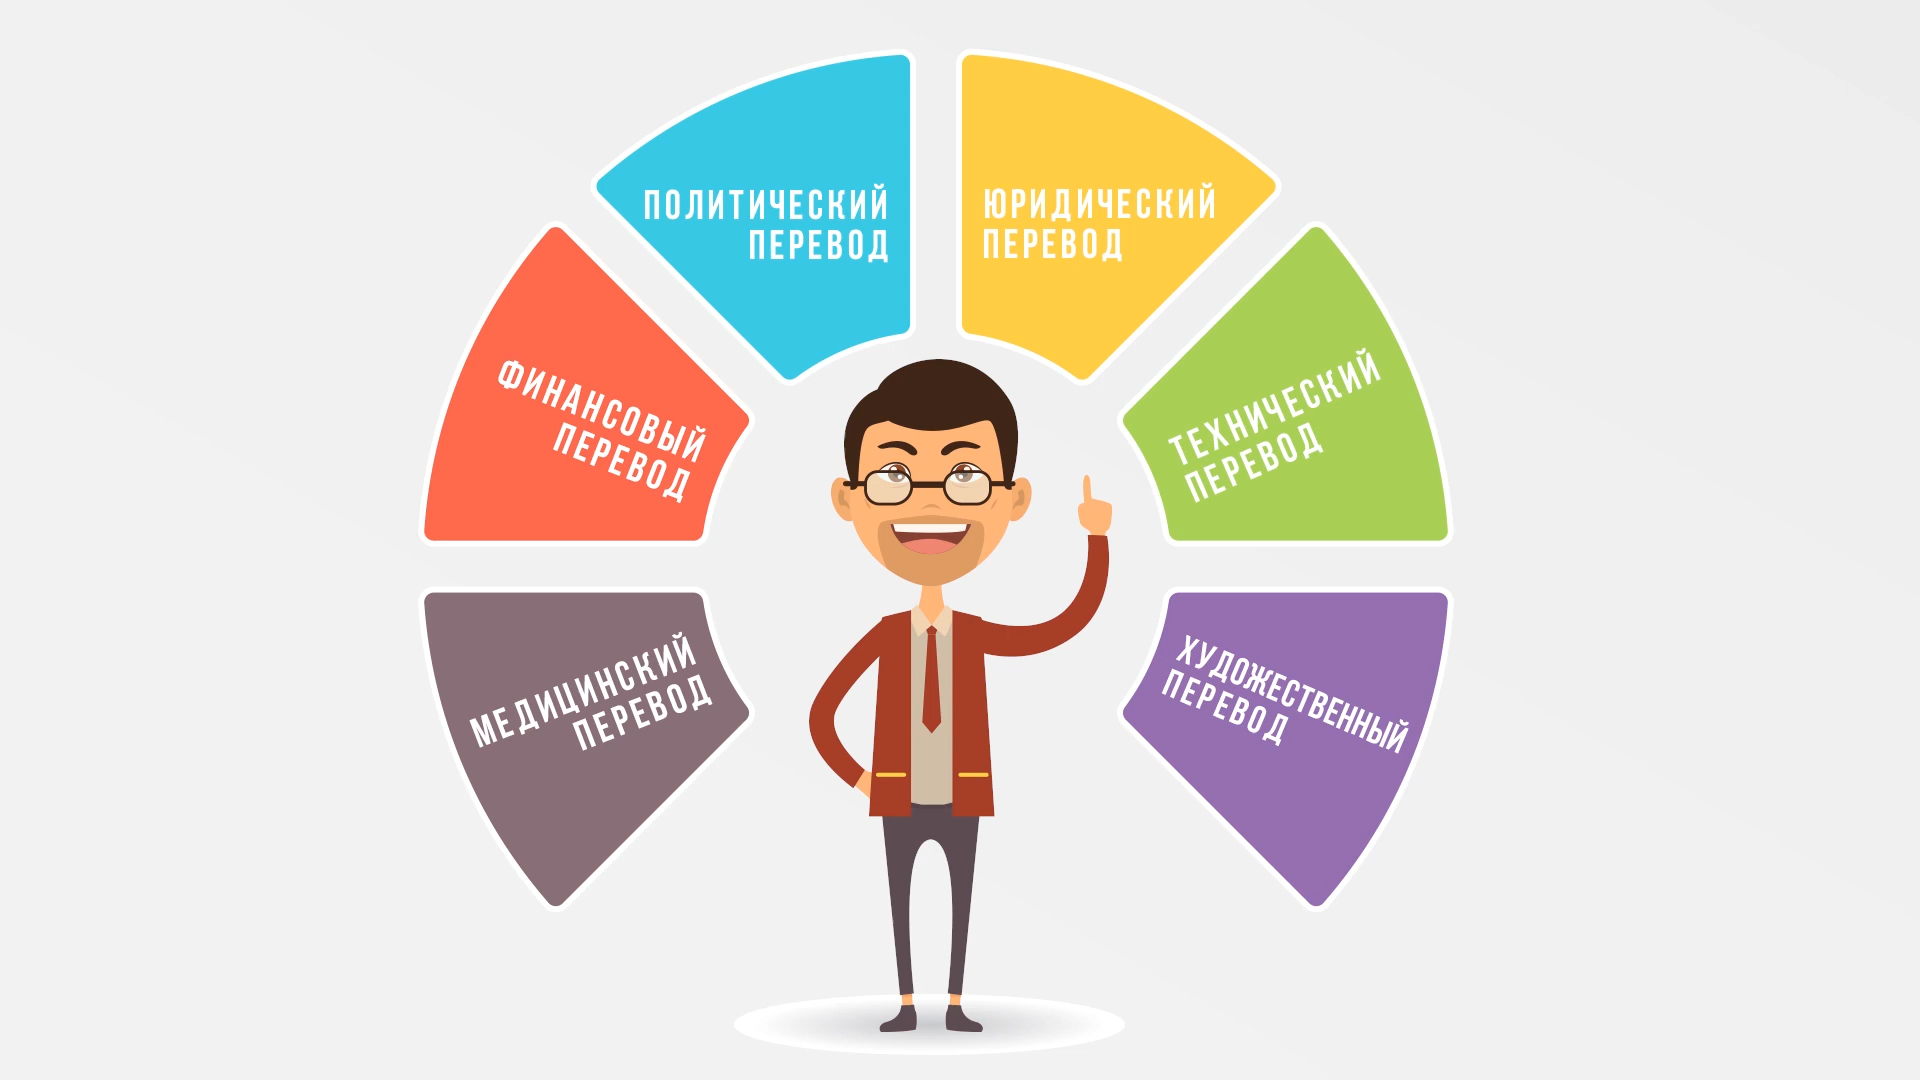 ПОЛИТИЧЕСКИЙ
ПЕРЕВОД
ЮРИДИЧЕСКИЙ
ПЕРЕВОД
ФИНАНСОВЫЙ
ПЕРЕВОД
ТЕХНИЧЕСКИЙ
ПЕРЕВОД
МЕДИЦИНСКИЙ
ПЕРЕВОД
ХУДОЖЕСТВЕННЫЙ
ПЕРЕВОД